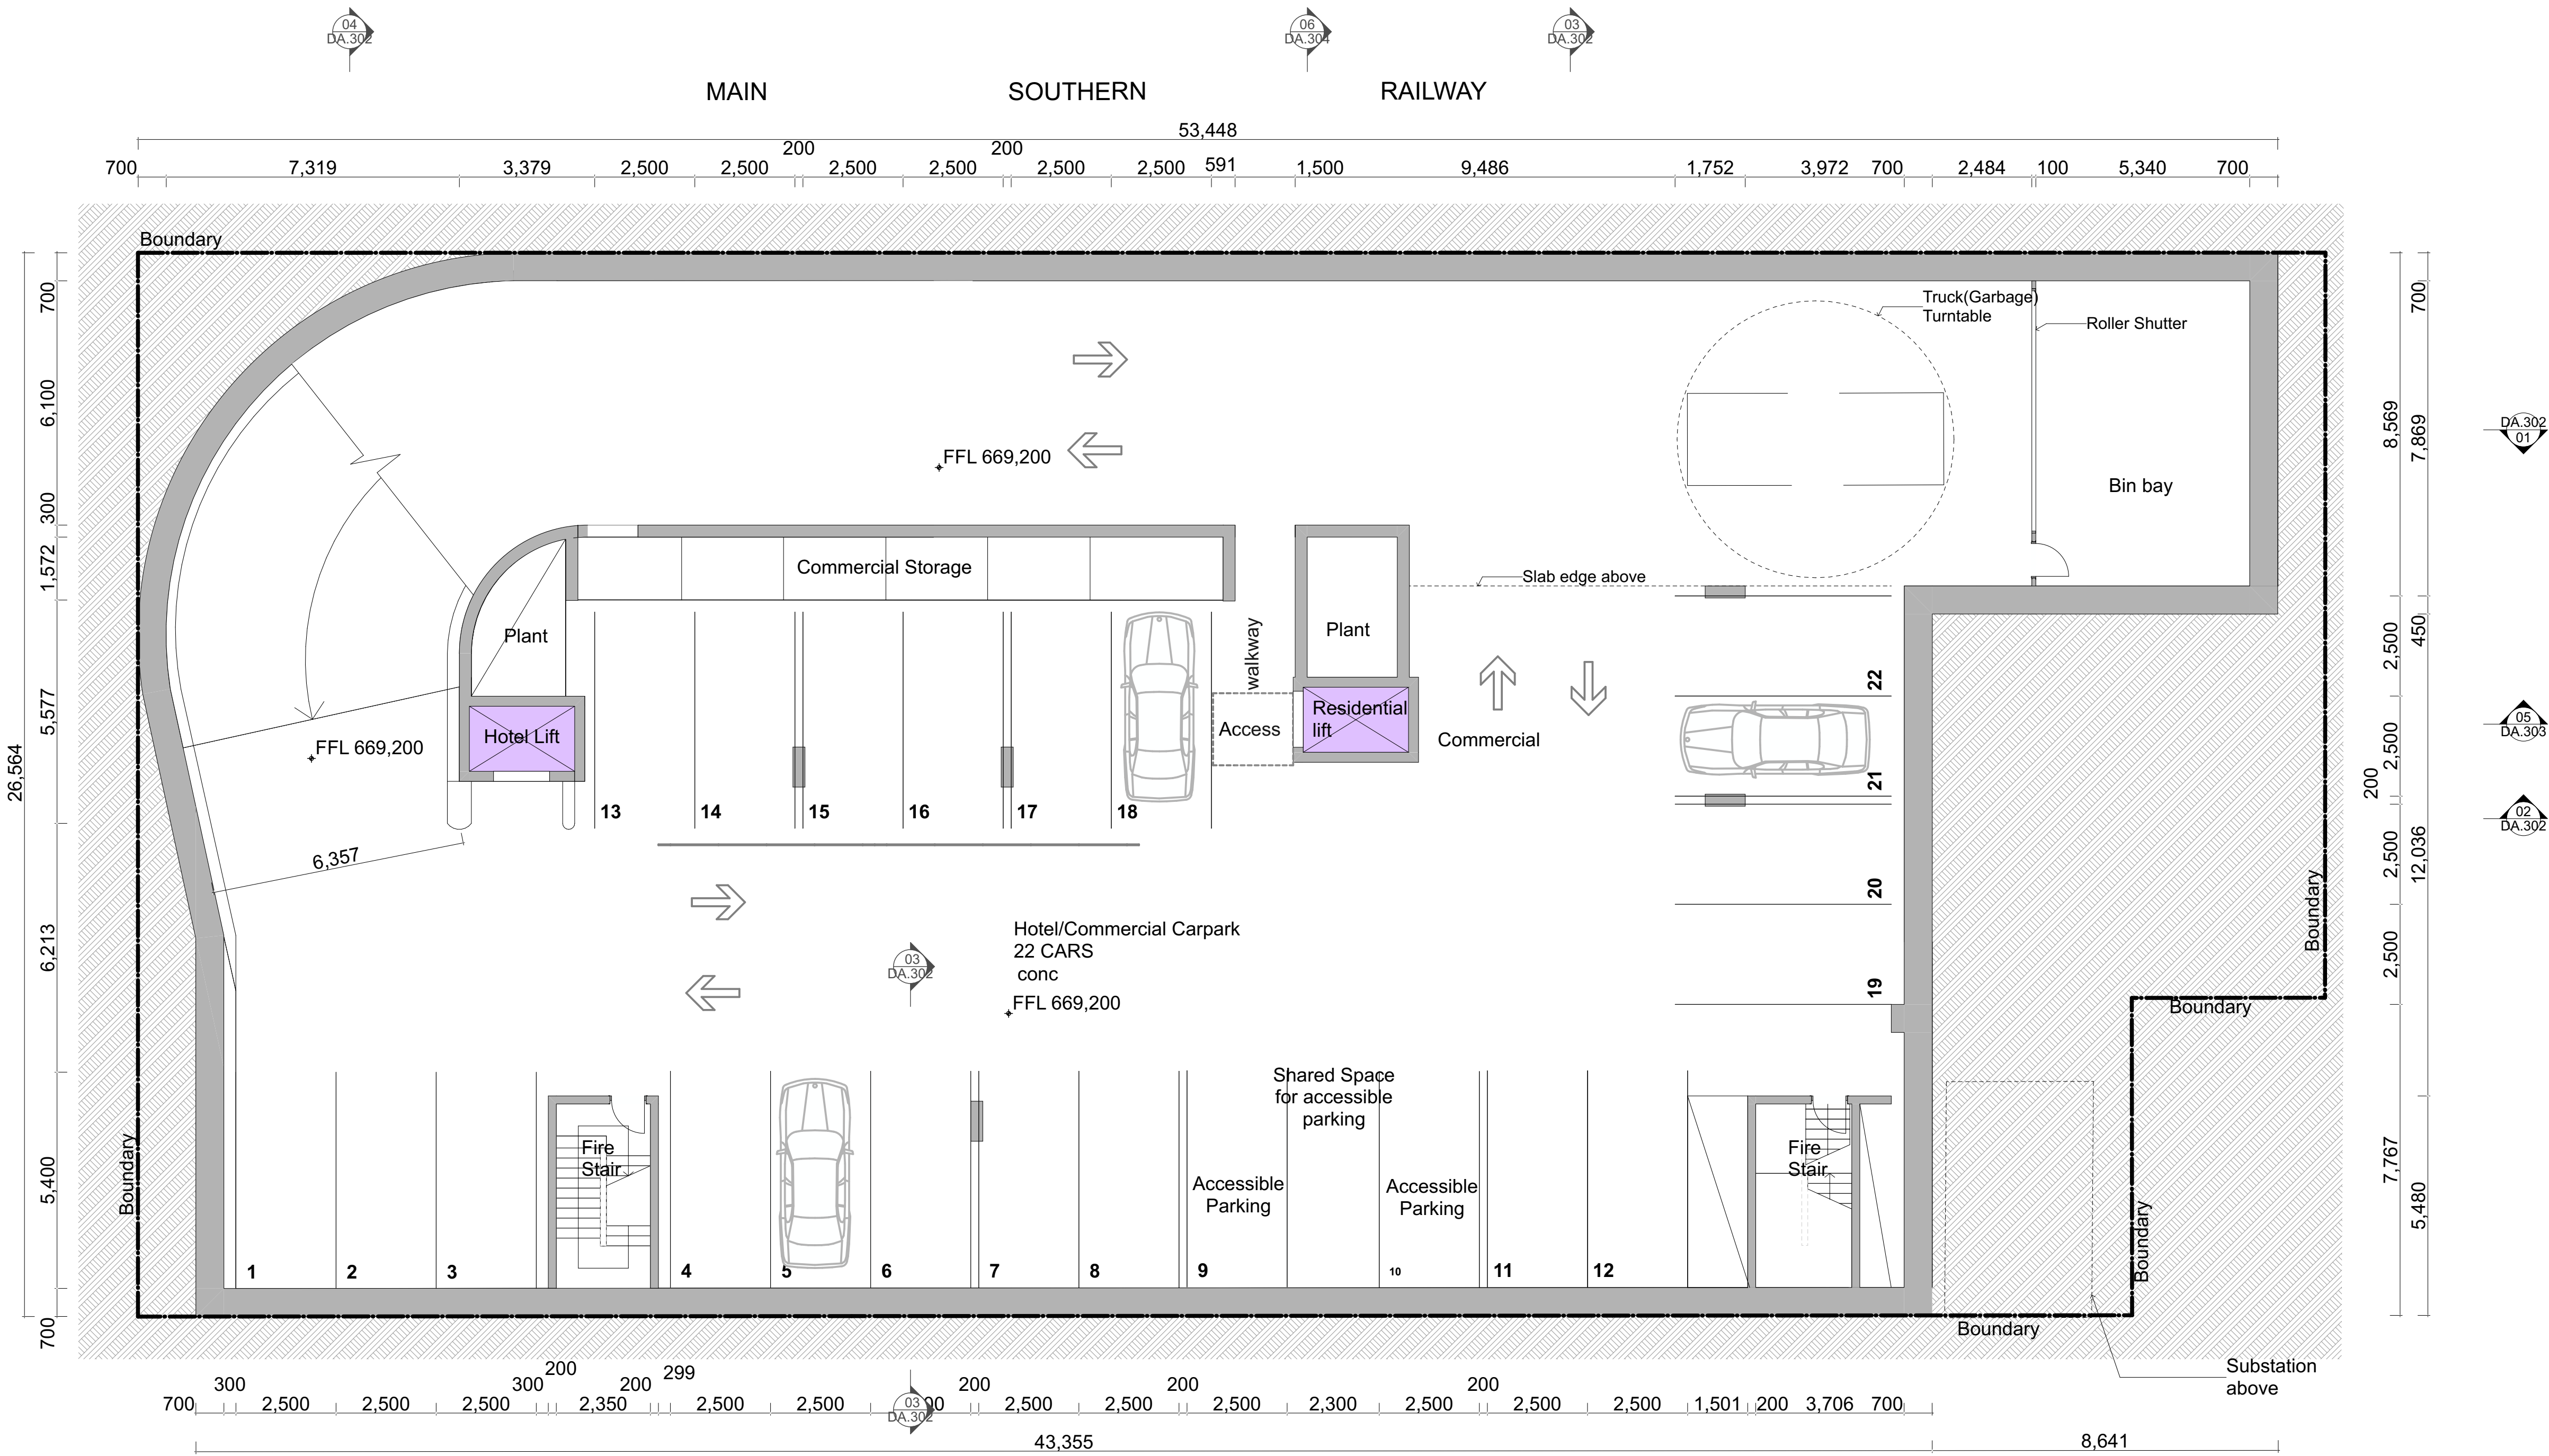 04
DA.302
06
DA.304
03
DA.302
MAIN SOUTHERN RAILWAY
53,448
200 200
700 7,319 3,379 2,500 2,500 2,500 2,500 2,500 2,500 591 1,500 9,486 1,752 3,972 700 2,484 100 5,340 700
Boundary
Truck(Garbage)
Turntable
Roller Shutter
Bin bay
FFL 669,200
Commercial Storage
Slab edge above
Plant
walkway
Plant
Hotel Lift
FFL 669,200
Access
Residential
lift
Commercial
22
21
20
19
13 14 15 16 17 18
6,357
Hotel/Commercial Carpark
22 CARS
conc
FFL 669,200
03
DA.302
Shared Space
for accessible
parking
Fire
Stair
Accessible
Parking
Accessible
Parking
Fire
Stair
1 2 3 4 5 6 7 8 9 10 11 12
Boundary
Boundary
Boundary
Boundary
Boundary
Substation
above
26,564
700
6,100
300
1,572
5,577
6,213
5,400
700
8,569
2,500
2,500
200
2,500
2,500
7,767
700
7,869
450
12,036
5,480
DA.302
01
05
DA.303
02
DA.302
200 299
300 300 200 200 200 200
700 2,500 2,500 2,500 2,350 2,500 2,500 2,500 2,500 2,500 2,300 2,500 2,500 2,500 1,501 200 3,706 700
03
DA.302
43,355 8,641